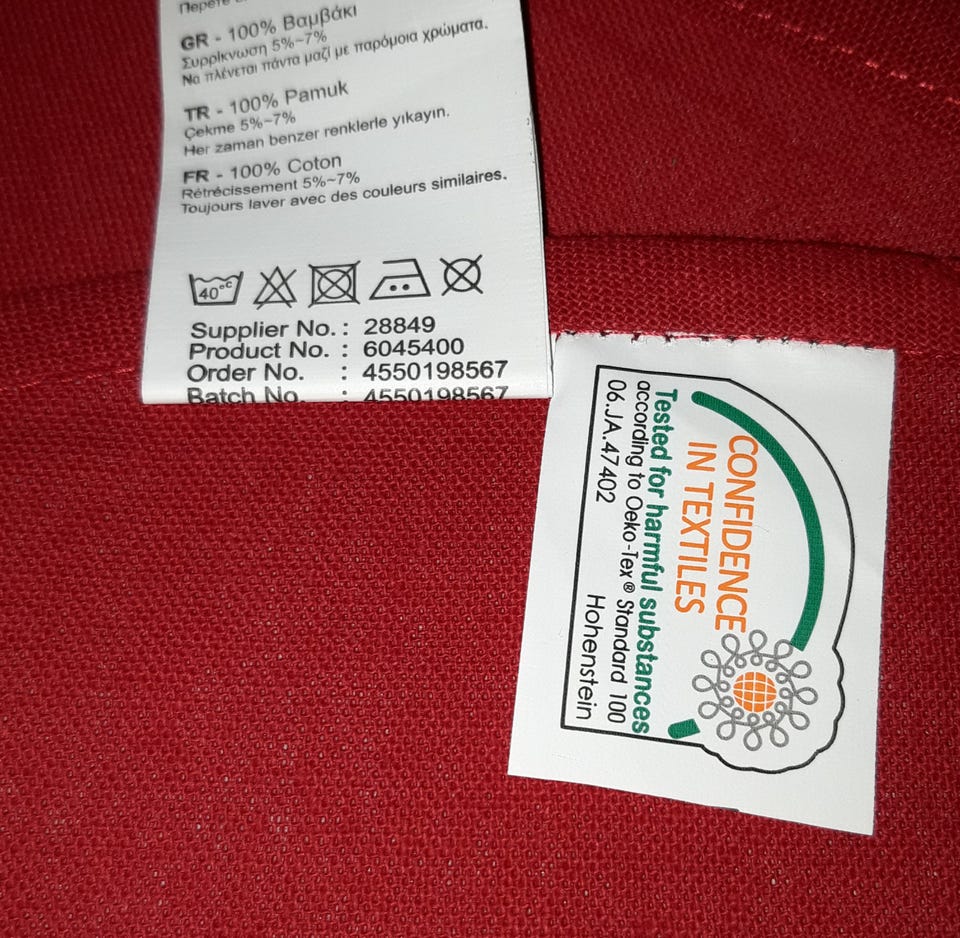 Перете
GR - 100% Βαμβάκι
Συρρίκνωση 5%~7%
Να πλένεται πάντα μαζί με παρόμοια χρώματα.
TR - 100% Pamuk
Çekme 5%~7%
Her zaman benzer renklerle yıkayın.
FR - 100% Coton
Rétrécissement 5%~7%
Toujours laver avec des couleurs similaires.
40°C
Supplier No. : 28849
Product No. : 6045400
Order No. : 4550198567
Batch No. : 4550198567
CONFIDENCE
IN TEXTILES
Tested for harmful substances
according to Oeko-Tex® Standard 100
06.JA.47402 Hohenstein